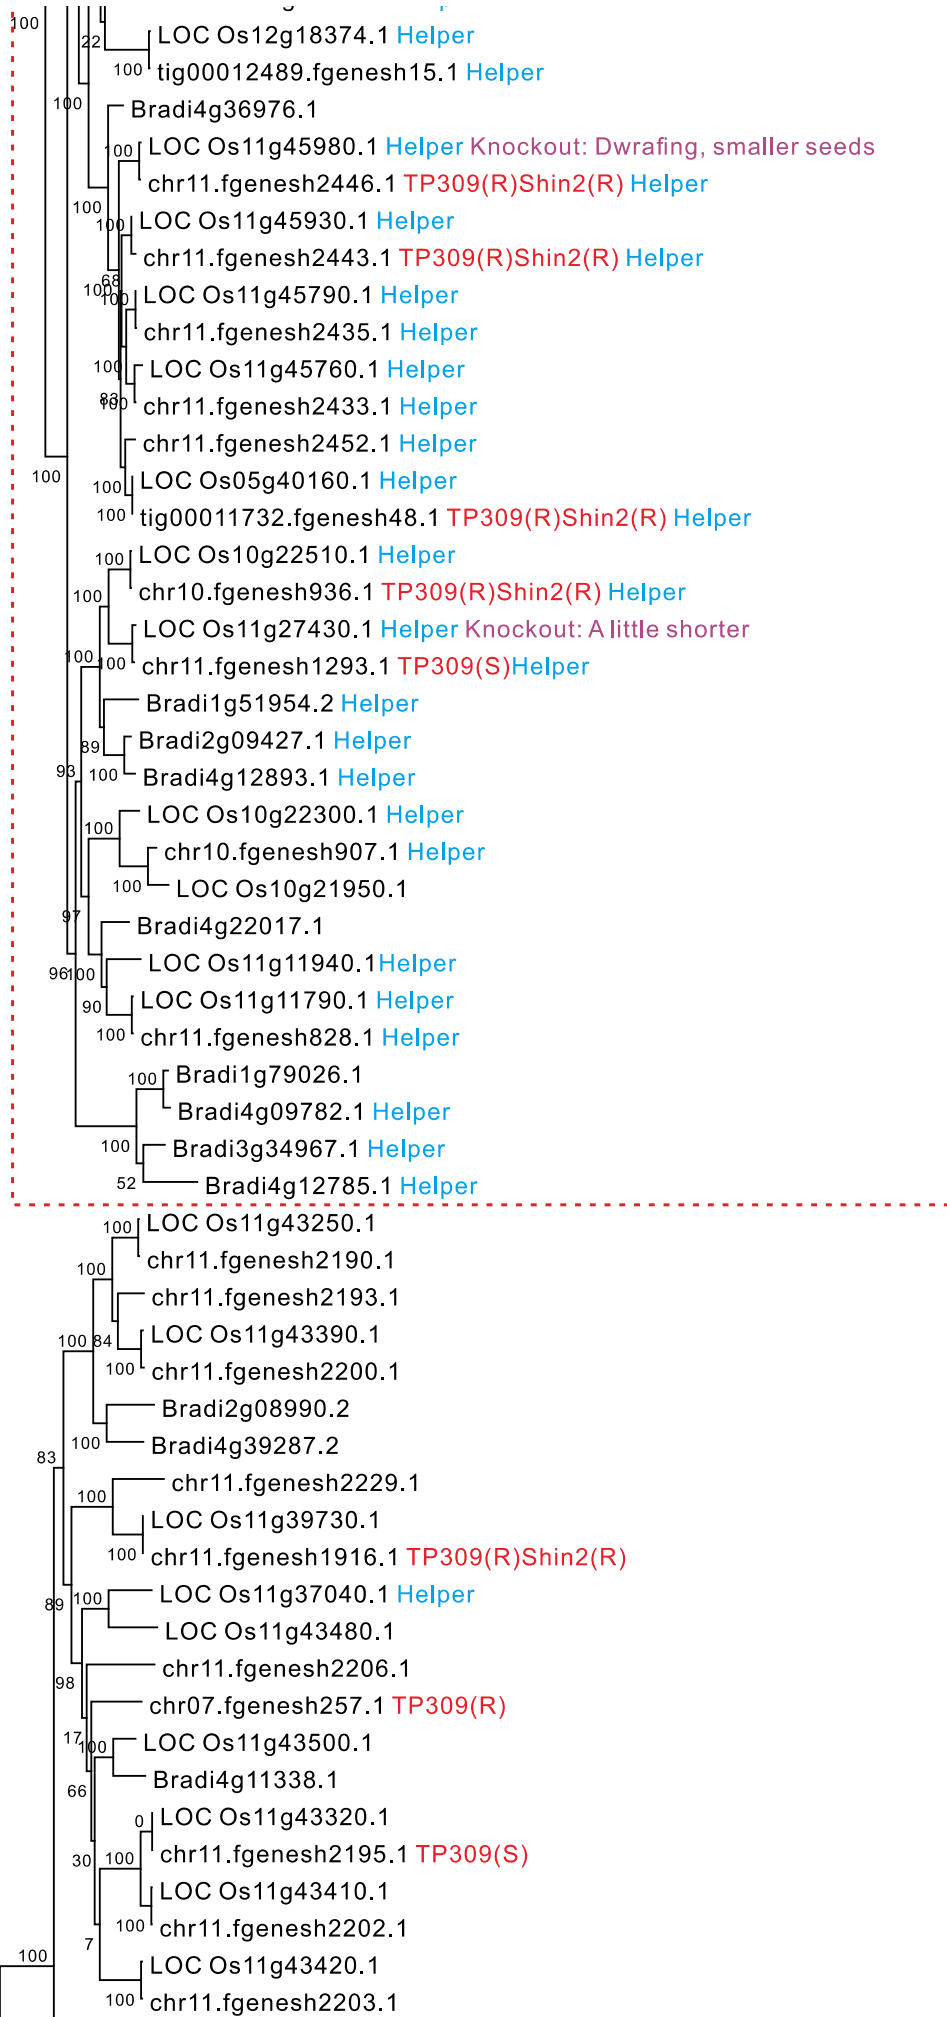 100
22
LOC Os12g18374.1 Helper
100 tig00012489.fgenesh15.1 Helper
100 Bradi4g36976.1
100 LOC Os11g45980.1 Helper Knockout: Dwrafing, smaller seeds
chr11.fgenesh2446.1 TP309(R)Shin2(R) Helper
100
100 LOC Os11g45930.1 Helper
chr11.fgenesh2443.1 TP309(R)Shin2(R) Helper
68
100
100 LOC Os11g45790.1 Helper
chr11.fgenesh2435.1 Helper
100 LOC Os11g45760.1 Helper
83
100 chr11.fgenesh2433.1 Helper
chr11.fgenesh2452.1 Helper
100
100 LOC Os05g40160.1 Helper
100 tig00011732.fgenesh48.1 TP309(R)Shin2(R) Helper
100 LOC Os10g22510.1 Helper
100 chr10.fgenesh936.1 TP309(R)Shin2(R) Helper
LOC Os11g27430.1 Helper Knockout: A little shorter
100 100 chr11.fgenesh1293.1 TP309(S)Helper
Bradi1g51954.2 Helper
89 Bradi2g09427.1 Helper
93 100 Bradi4g12893.1 Helper
LOC Os10g22300.1 Helper
100
chr10.fgenesh907.1 Helper
100 LOC Os10g21950.1
97 Bradi4g22017.1
LOC Os11g11940.1Helper
96 100
90 LOC Os11g11790.1 Helper
100 chr11.fgenesh828.1 Helper
100 Bradi1g79026.1
Bradi4g09782.1 Helper
100 Bradi3g34967.1 Helper
52 Bradi4g12785.1 Helper
100 LOC Os11g43250.1
chr11.fgenesh2190.1
100
chr11.fgenesh2193.1
100 84 LOC Os11g43390.1
100 chr11.fgenesh2200.1
Bradi2g08990.2
100 Bradi4g39287.2
83
chr11.fgenesh2229.1
100
LOC Os11g39730.1
100 chr11.fgenesh1916.1 TP309(R)Shin2(R)
89 100 LOC Os11g37040.1 Helper
LOC Os11g43480.1
98 chr11.fgenesh2206.1
chr07.fgenesh257.1 TP309(R)
17 100 LOC Os11g43500.1
66 Bradi4g11338.1
0 LOC Os11g43320.1
30 100 chr11.fgenesh2195.1 TP309(S)
LOC Os11g43410.1
100 chr11.fgenesh2202.1
7
100 LOC Os11g43420.1
100 chr11.fgenesh2203.1